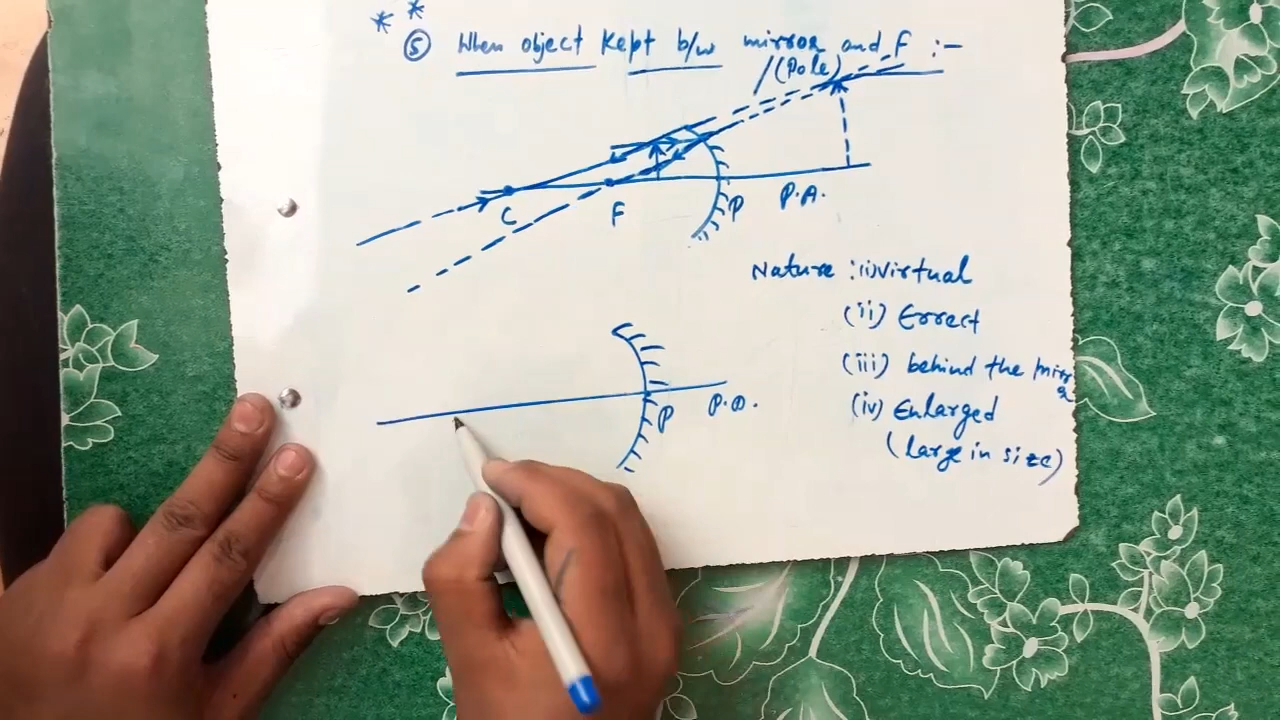 * *
⑤ When object Kept b/w mirror and F :-
/(Pole)
C
F
P
P.A.
Nature : (i) Virtual
(ii) Errect
(iii) behind the mirr
(iv) Enlarged
(Large in size)
P